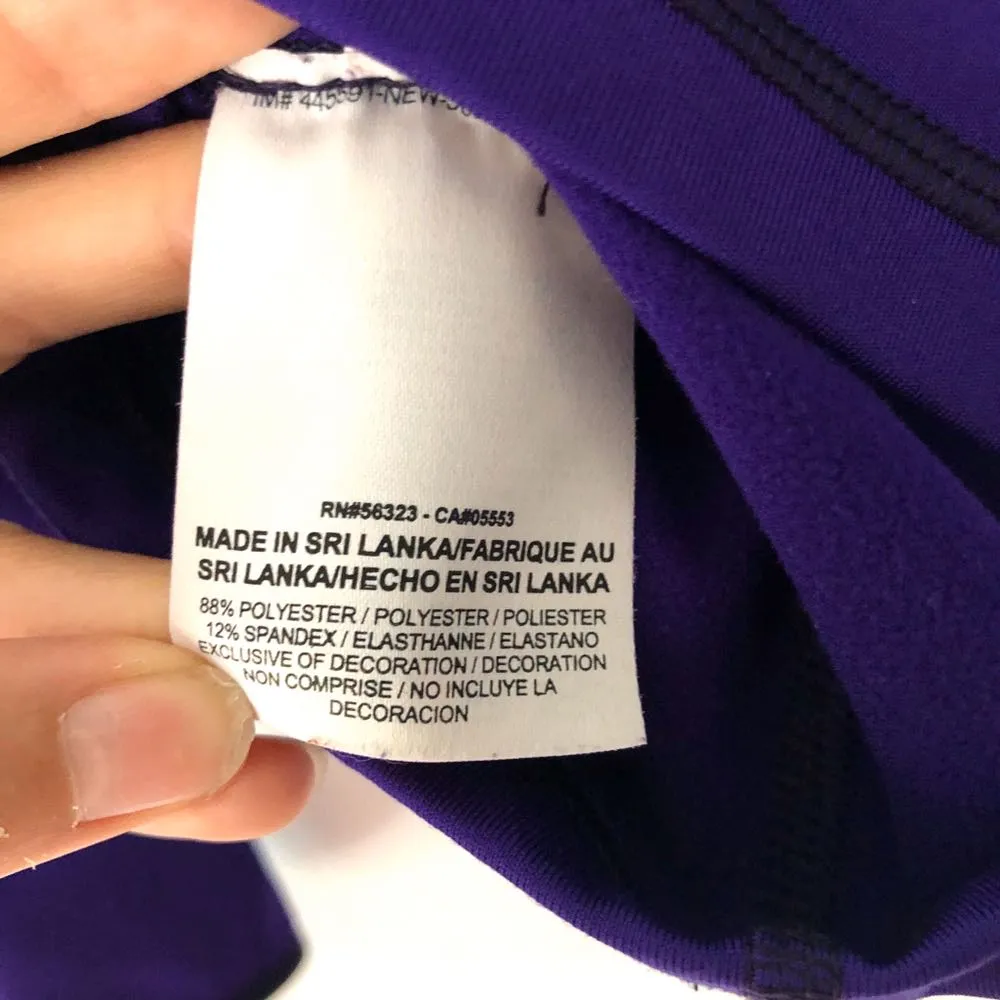 RN#56323 - CA#05553
MADE IN SRI LANKA/FABRIQUE AU
SRI LANKA/HECHO EN SRI LANKA
88% POLYESTER / POLYESTER / POLIESTER
12% SPANDEX / ELASTHANNE / ELASTANO
EXCLUSIVE OF DECORATION / DECORATION
NON COMPRISE / NO INCLUYE LA
DECORACION